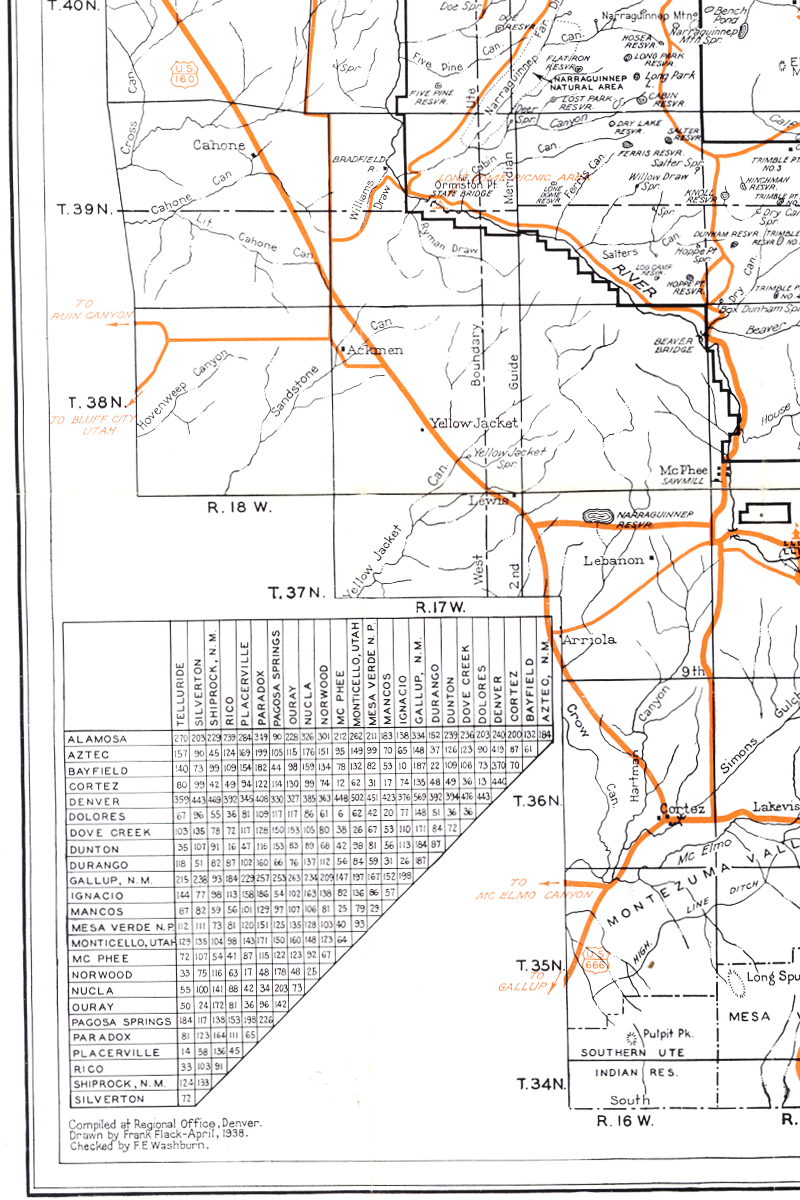 T.40N.
Doe Spr.
DOE RESVR.
Can.
Narraguinnep Mtn.
Bench Pond
Narraguinnep Mtn Spr.
HOSEA RESVR.
US 160
Spr
Five Pine Can.
Narraguinnep
FLATIRON RESVR.
LONG PARK RESVR.
NARRAGUINNEP NATURAL AREA
Long Park L.
FIVE PINE RESVR.
Ute
LOST PARK RESVR.
CABIN RESVR.
Cross Can
Deer Spr.
Canyon
DRY LAKE RESVR.
SALTER RESVR.
Cahone
BRADFIELD R.
Cabin Can.
FERRIS RESVR.
Salter Spr.
TRIMBLE PT. NO.3
LONE DOME PICNIC AREA
Ormiston Pt.
STATE BRIDGE
Meridian
LONE DOME RESVR.
Ferris Can.
Willow Draw Spr.
HINCHMAN RESVR.
KNOLL RESVR.
Williams Draw
Cahone Can
T.39N.
Spr.
Dry Can Spr.
Lit Cahone Can
Ryman Draw
DUNHAM RESVR.
Hoppe Pt Spr.
Salters Can
LOG CAMP RESVR.
HOPPE PT. RESVR.
RIVER
Dry Can.
TO RUIN CANYON
Box Dunham Spr
Beaver
Can
BEAVER BRIDGE
Ackmen
Boundary
Guide
Hovenweep Canyon
Sandstone
T.38N.
TO BLUFF CITY UTAH
House
Yellow Jacket
Yellow Jacket Spr.
Can.
McPhee
SAWMILL
Lewis
R.18 W.
NARRAGUINNEP RESVR.
Yellow Jacket
West
2nd
Lebanon
T.37N.
R.17W.
Arriola
9th
TELLURIDE
SILVERTON
SHIPROCK, N.M.
RICO
PLACERVILLE
PARADOX
PAGOSA SPRINGS
OURAY
NUCLA
NORWOOD
MC PHEE
MONTICELLO, UTAH
MESA VERDE N.P.
MANCOS
IGNACIO
GALLUP, N.M.
DURANGO
DUNTON
DOVE CREEK
DOLORES
DENVER
CORTEZ
BAYFIELD
AZTEC, N.M.
ALAMOSA 270 203 229 239 284 349 90 228 326 301 212 262 211 183 138 334 152 239 236 203 240 200 132 184
AZTEC 157 90 45 124 169 199 105 115 176 151 95 149 99 70 65 148 37 126 123 90 419 87 61
BAYFIELD 140 73 99 109 154 182 44 98 159 134 78 132 82 53 10 187 22 109 106 73 370 70
CORTEZ 80 99 42 49 94 122 114 130 99 74 12 62 31 17 74 135 48 49 36 13 440
DENVER 359 443 469 392 345 408 330 327 385 363 448 502 451 423 376 569 392 394 476 443
DOLORES 67 96 55 36 81 109 117 117 86 61 6 62 42 20 77 148 51 36 36
DOVE CREEK 103 135 78 72 117 128 150 153 105 80 38 26 67 53 110 171 84 72
DUNTON 35 107 91 16 47 116 153 83 89 68 42 98 81 56 113 184 87
DURANGO 118 51 82 87 102 160 66 76 137 112 56 84 59 31 26 187
GALLUP, N.M. 215 238 93 184 229 257 253 263 234 209 147 197 167 152 198
IGNACIO 144 77 98 113 158 186 54 102 163 138 82 136 86 57
MANCOS 87 82 59 56 101 129 97 107 106 81 25 79 29
MESA VERDE N.P. 112 111 73 81 120 151 125 135 128 103 40 93
MONTICELLO, UTAH 129 135 104 98 143 171 150 160 148 123 64
MC PHEE 72 107 54 41 87 115 122 123 92 67
NORWOOD 33 75 116 63 17 48 178 48 25
NUCLA 55 100 141 88 42 34 203 73
OURAY 50 24 172 81 36 96 142
PAGOSA SPRINGS 184 117 138 153 198 226
PARADOX 81 123 164 111 65
PLACERVILLE 14 58 136 45
RICO 33 103 91
SHIPROCK, N.M. 124 133
SILVERTON 72
Crow Can
Hartman Canyon
Simons
Gulch
T.36N.
Cortez
Lakevis
Mc Elmo
TO MC ELMO CANYON
MONTEZUMA VALL
HIGH LINE DITCH
T.35N.
US 666
TO GALLUP
Long Spu
MESA V
Pulpit Pk.
SOUTHERN UTE
INDIAN RES.
T.34N.
South
R.16 W.
R.
Compiled at Regional Office, Denver.
Drawn by Frank Flack-April, 1938.
Checked by F.E.Washburn.